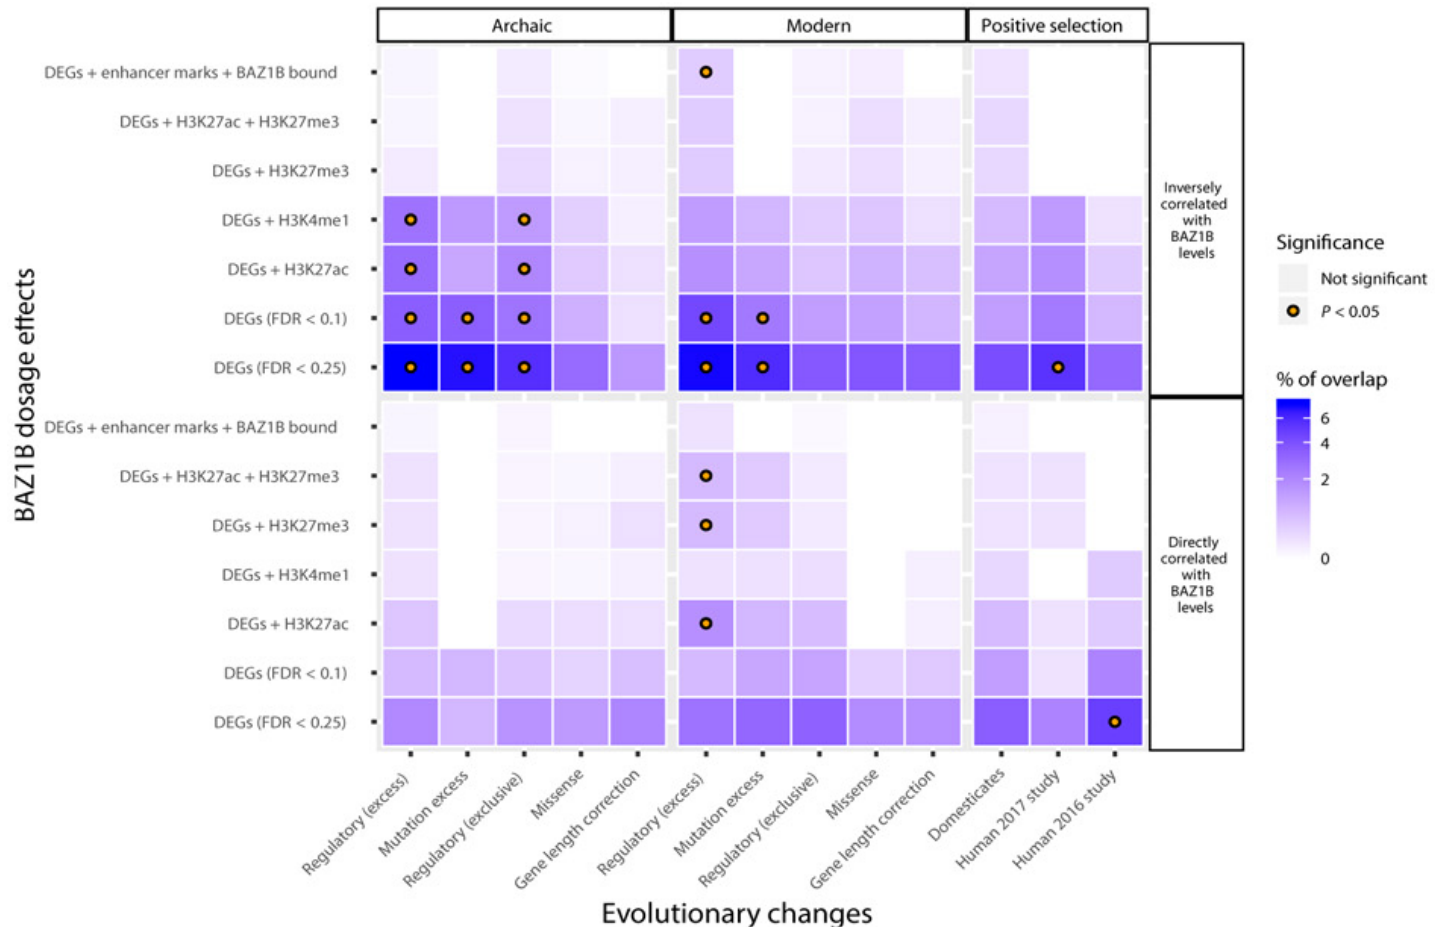 Archaic
Modern
Positive selection
DEGs + enhancer marks + BAZ1B bound
DEGs + H3K27ac + H3K27me3
DEGs + H3K27me3
DEGs + H3K4me1
DEGs + H3K27ac
DEGs (FDR < 0.1)
DEGs (FDR < 0.25)
Inversely
correlated
with
BAZ1B
levels
DEGs + enhancer marks + BAZ1B bound
DEGs + H3K27ac + H3K27me3
DEGs + H3K27me3
DEGs + H3K4me1
DEGs + H3K27ac
DEGs (FDR < 0.1)
DEGs (FDR < 0.25)
Directly
correlated
with
BAZ1B
levels
BAZ1B dosage effects
Regulatory (excess)
Mutation excess
Regulatory (exclusive)
Missense
Gene length correction
Regulatory (excess)
Mutation excess
Regulatory (exclusive)
Missense
Gene length correction
Domesticates
Human 2017 study
Human 2016 study
Evolutionary changes
Significance
Not significant
P < 0.05
% of overlap
6
4
2
0